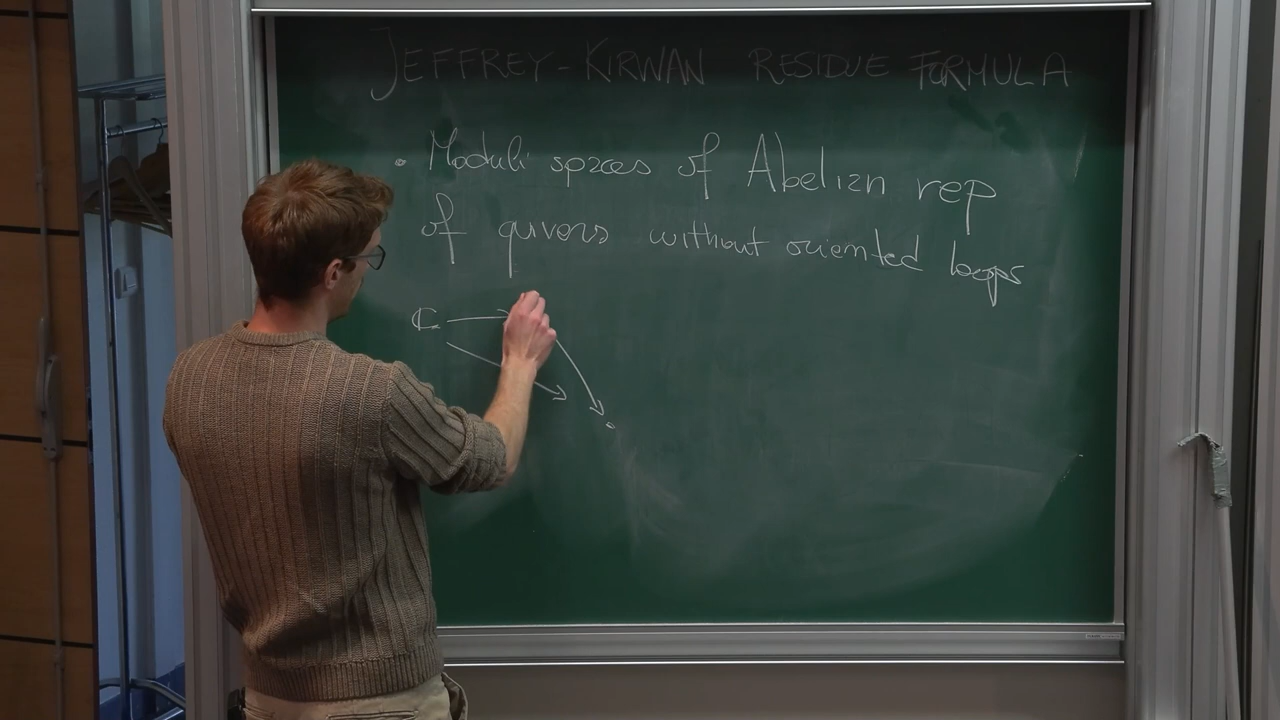 JEFFREY-KIRWAN RESIDUE FORMULA
• Moduli spaces of Abelian rep
of quivers without oriented loops
ℂ